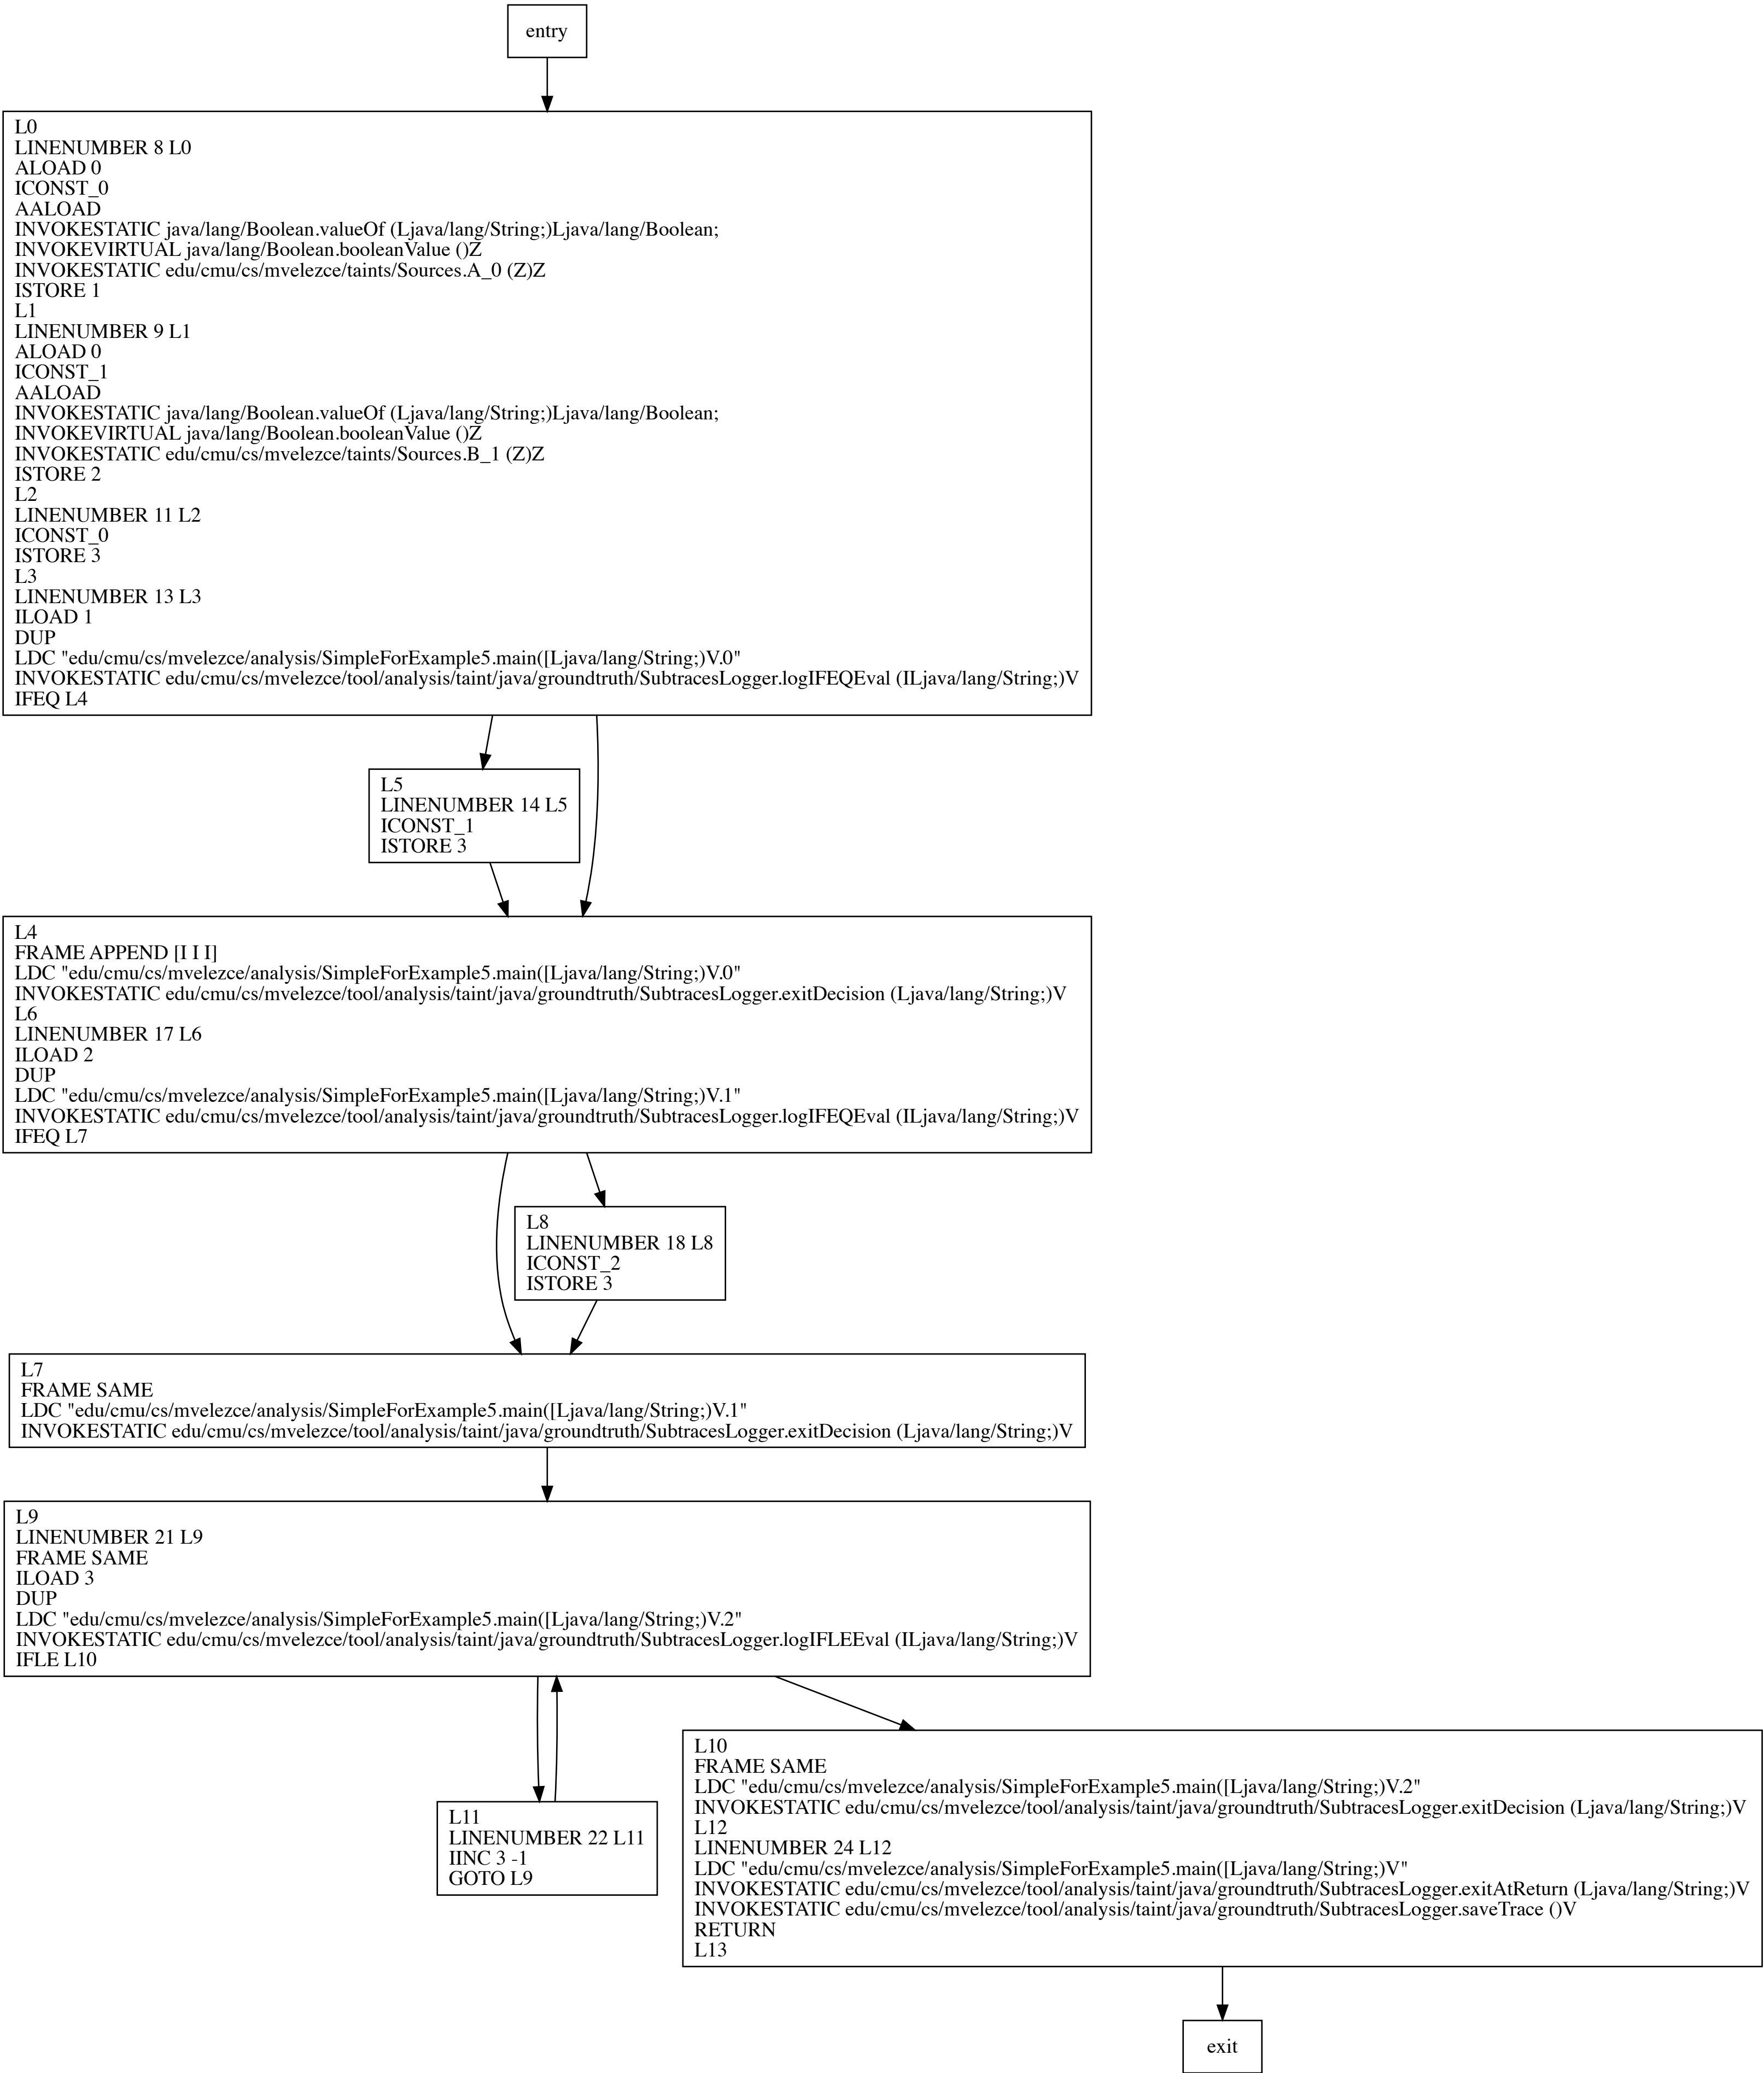 entry
L0
LINENUMBER 8 L0
ALOAD 0
ICONST_0
AALOAD
INVOKESTATIC java/lang/Boolean.valueOf (Ljava/lang/String;)Ljava/lang/Boolean;
INVOKEVIRTUAL java/lang/Boolean.booleanValue ()Z
INVOKESTATIC edu/cmu/cs/mvelezce/taints/Sources.A_0 (Z)Z
ISTORE 1
L1
LINENUMBER 9 L1
ALOAD 0
ICONST_1
AALOAD
INVOKESTATIC java/lang/Boolean.valueOf (Ljava/lang/String;)Ljava/lang/Boolean;
INVOKEVIRTUAL java/lang/Boolean.booleanValue ()Z
INVOKESTATIC edu/cmu/cs/mvelezce/taints/Sources.B_1 (Z)Z
ISTORE 2
L2
LINENUMBER 11 L2
ICONST_0
ISTORE 3
L3
LINENUMBER 13 L3
ILOAD 1
DUP
LDC "edu/cmu/cs/mvelezce/analysis/SimpleForExample5.main([Ljava/lang/String;)V.0"
INVOKESTATIC edu/cmu/cs/mvelezce/tool/analysis/taint/java/groundtruth/SubtracesLogger.logIFEQEval (ILjava/lang/String;)V
IFEQ L4
L5
LINENUMBER 14 L5
ICONST_1
ISTORE 3
L4
FRAME APPEND [I I I]
LDC "edu/cmu/cs/mvelezce/analysis/SimpleForExample5.main([Ljava/lang/String;)V.0"
INVOKESTATIC edu/cmu/cs/mvelezce/tool/analysis/taint/java/groundtruth/SubtracesLogger.exitDecision (Ljava/lang/String;)V
L6
LINENUMBER 17 L6
ILOAD 2
DUP
LDC "edu/cmu/cs/mvelezce/analysis/SimpleForExample5.main([Ljava/lang/String;)V.1"
INVOKESTATIC edu/cmu/cs/mvelezce/tool/analysis/taint/java/groundtruth/SubtracesLogger.logIFEQEval (ILjava/lang/String;)V
IFEQ L7
L8
LINENUMBER 18 L8
ICONST_2
ISTORE 3
L7
FRAME SAME
LDC "edu/cmu/cs/mvelezce/analysis/SimpleForExample5.main([Ljava/lang/String;)V.1"
INVOKESTATIC edu/cmu/cs/mvelezce/tool/analysis/taint/java/groundtruth/SubtracesLogger.exitDecision (Ljava/lang/String;)V
L9
LINENUMBER 21 L9
FRAME SAME
ILOAD 3
DUP
LDC "edu/cmu/cs/mvelezce/analysis/SimpleForExample5.main([Ljava/lang/String;)V.2"
INVOKESTATIC edu/cmu/cs/mvelezce/tool/analysis/taint/java/groundtruth/SubtracesLogger.logIFLEEval (ILjava/lang/String;)V
IFLE L10
L11
LINENUMBER 22 L11
IINC 3 -1
GOTO L9
L10
FRAME SAME
LDC "edu/cmu/cs/mvelezce/analysis/SimpleForExample5.main([Ljava/lang/String;)V.2"
INVOKESTATIC edu/cmu/cs/mvelezce/tool/analysis/taint/java/groundtruth/SubtracesLogger.exitDecision (Ljava/lang/String;)V
L12
LINENUMBER 24 L12
LDC "edu/cmu/cs/mvelezce/analysis/SimpleForExample5.main([Ljava/lang/String;)V"
INVOKESTATIC edu/cmu/cs/mvelezce/tool/analysis/taint/java/groundtruth/SubtracesLogger.exitAtReturn (Ljava/lang/String;)V
INVOKESTATIC edu/cmu/cs/mvelezce/tool/analysis/taint/java/groundtruth/SubtracesLogger.saveTrace ()V
RETURN
L13
exit